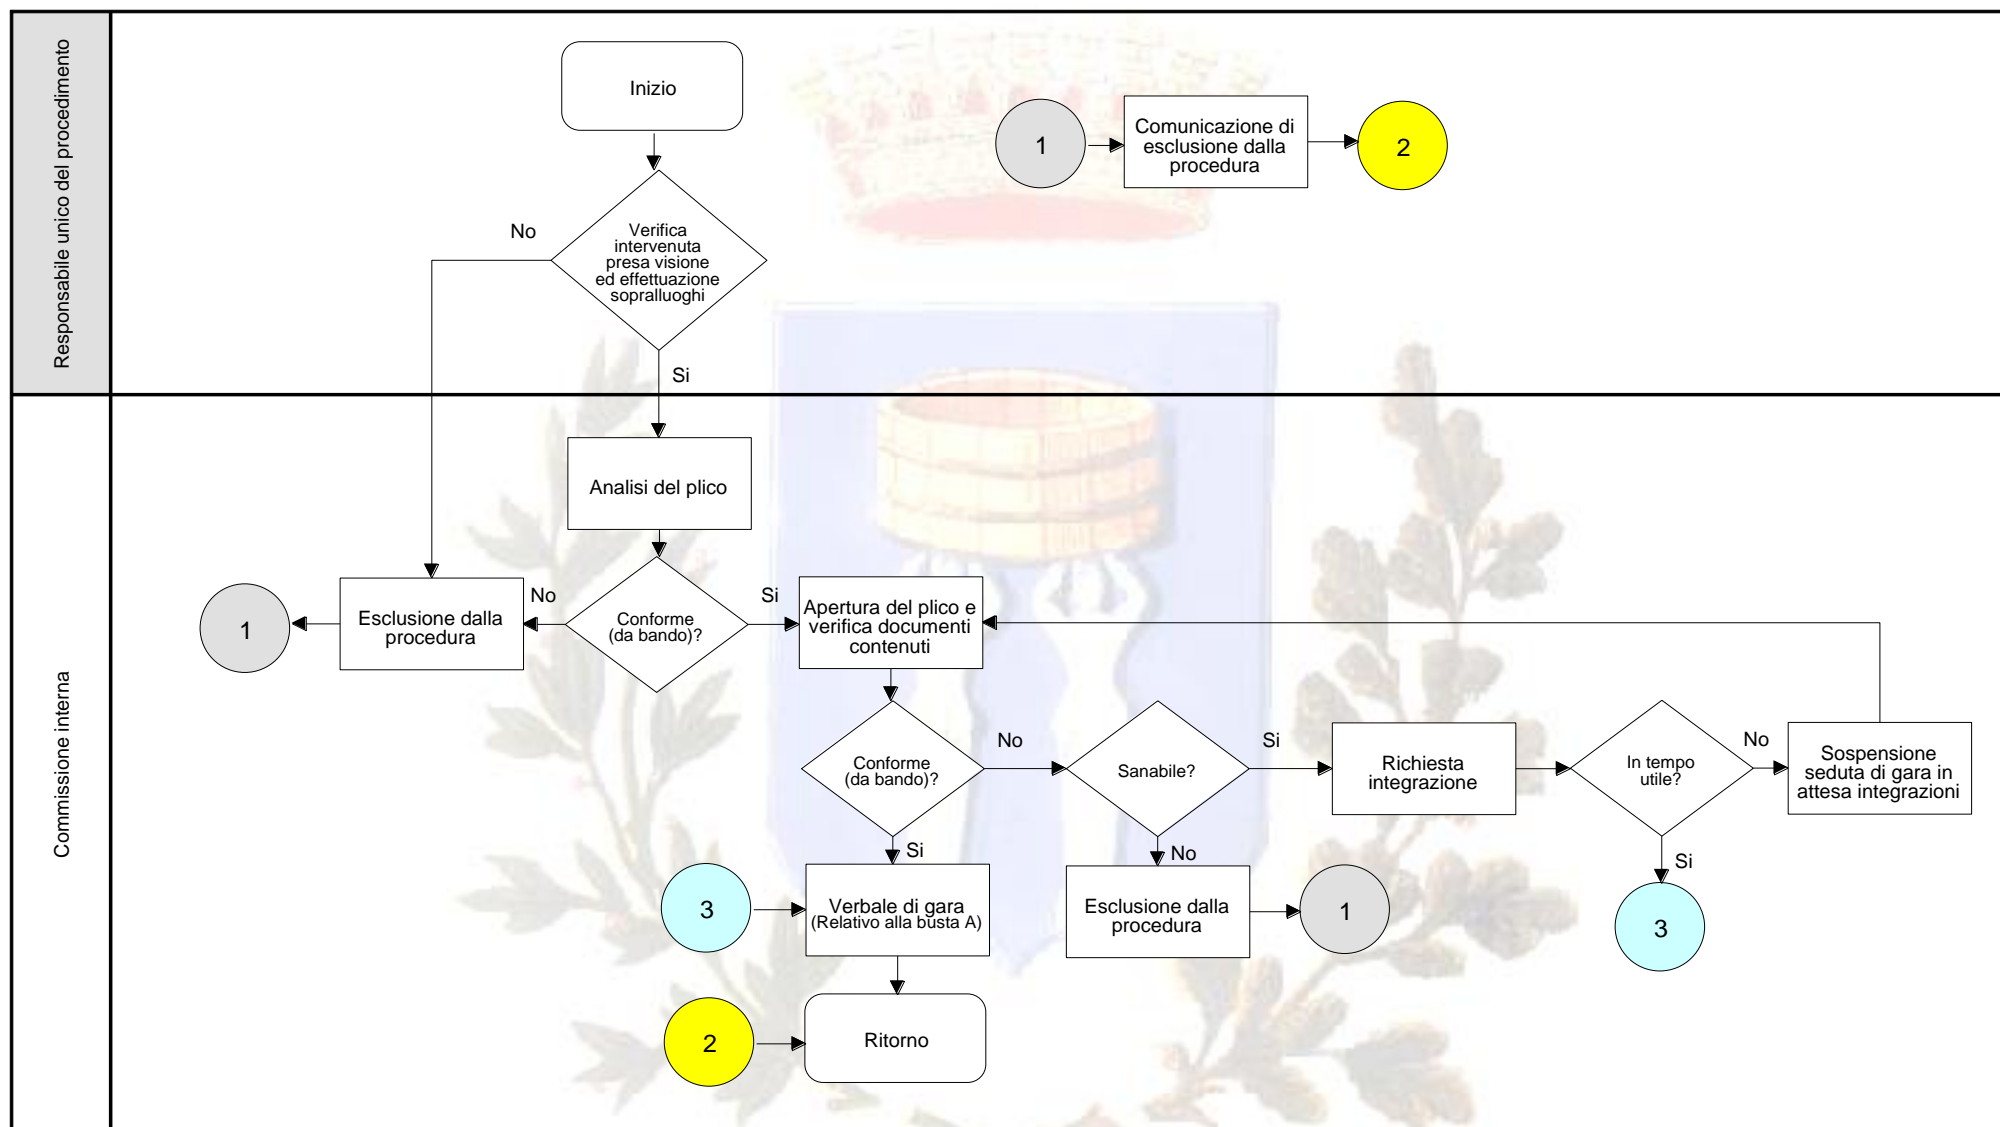 Responsabile unico del procedimento
Inizio
1
Comunicazione di
esclusione dalla
procedura
2
No
Verifica
intervenuta
presa visione
ed effettuazione
sopralluoghi
Si
Commissione interna
Analisi del plico
1
Esclusione dalla
procedura
No
Conforme
(da bando)?
Si
Apertura del plico e
verifica documenti
contenuti
Conforme
(da bando)?
No
Sanabile?
Si
Richiesta
integrazione
In tempo
utile?
No
Sospensione
seduta di gara in
attesa integrazioni
Si
No
Si
3
Verbale di gara
(Relativo alla busta A)
Esclusione dalla
procedura
1
3
2
Ritorno